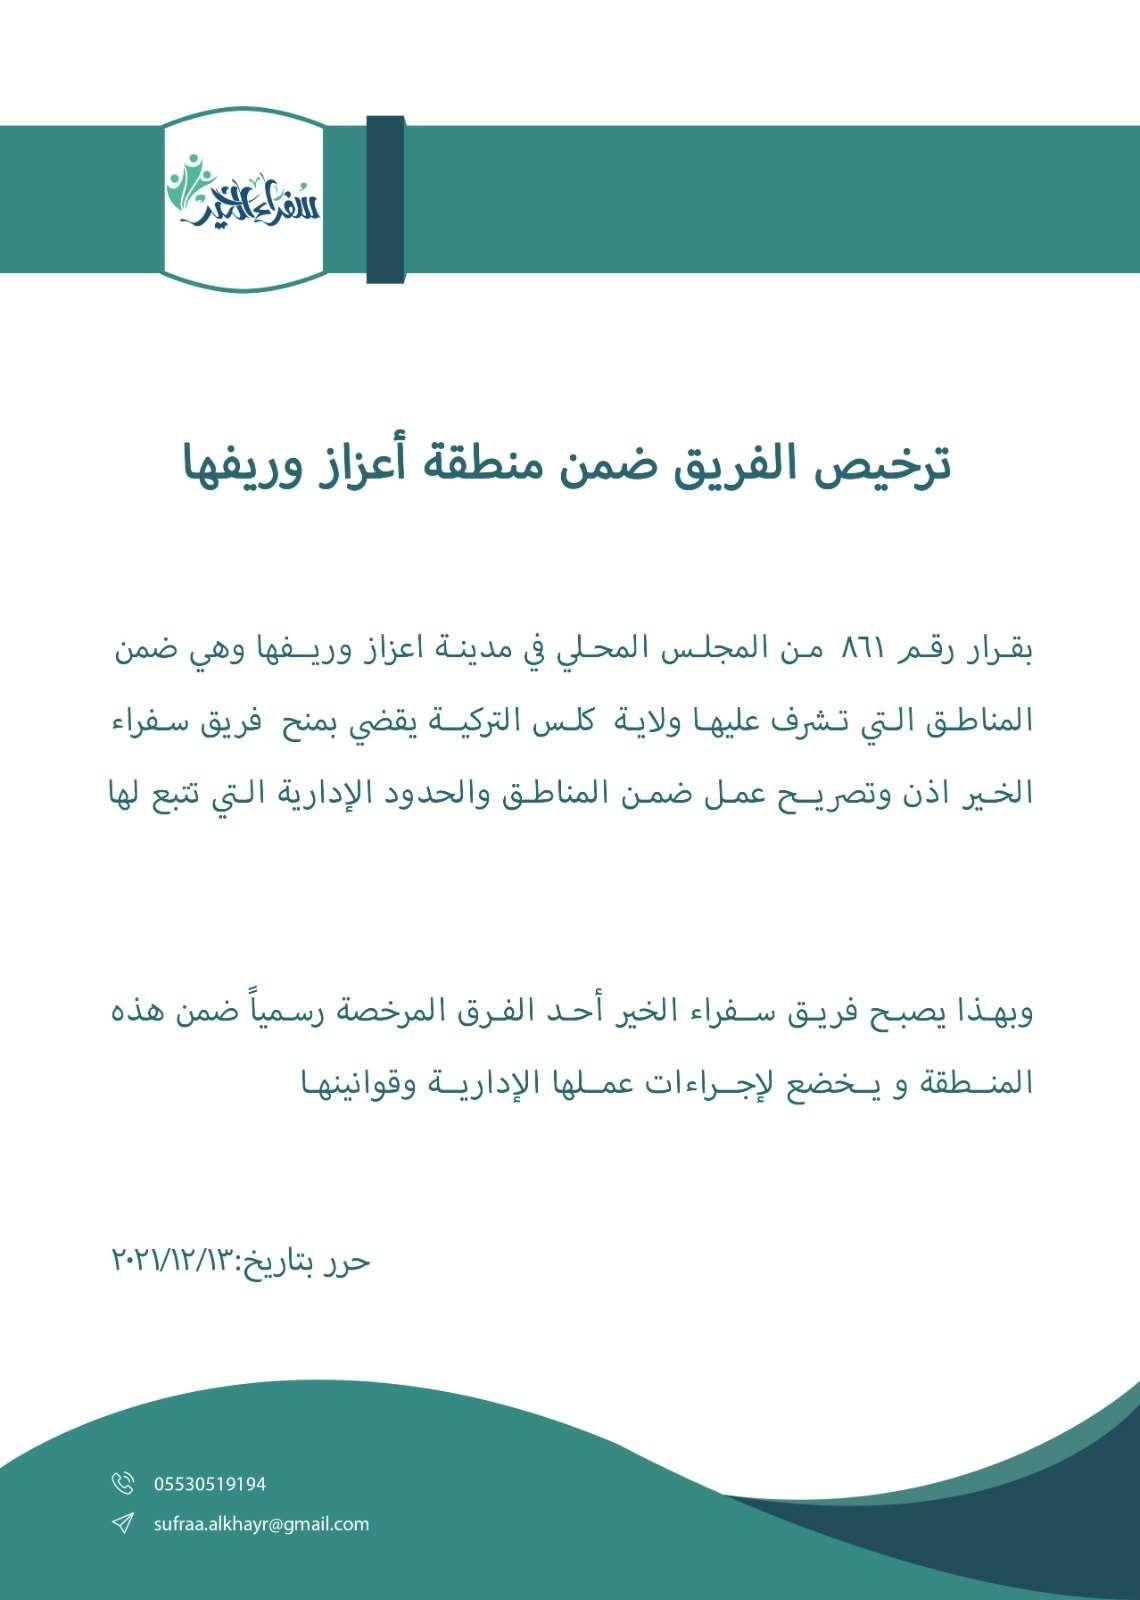 سفراء الخير
ترخيص الفريق ضمن منطقة أعزاز وريفها
بقرار رقم ٨٦١ من المجلس المحلي في مدينة اعزاز وريفها وهي ضمن
المناطق التي تشرف عليها ولاية كلس التركية يقضي بمنح فريق سفراء
الخير اذن وتصريح عمل ضمن المناطق والحدود الإدارية التي تتبع لها
وبهذا يصبح فريق سفراء الخير أحد الفرق المرخصة رسمياً ضمن هذه
المنطقة و يخضع لإجراءات عملها الإدارية وقوانينها
حرر بتاريخ:٢٠٢١/١٢/١٣
05530519194
sufraa.alkhayr@gmail.com